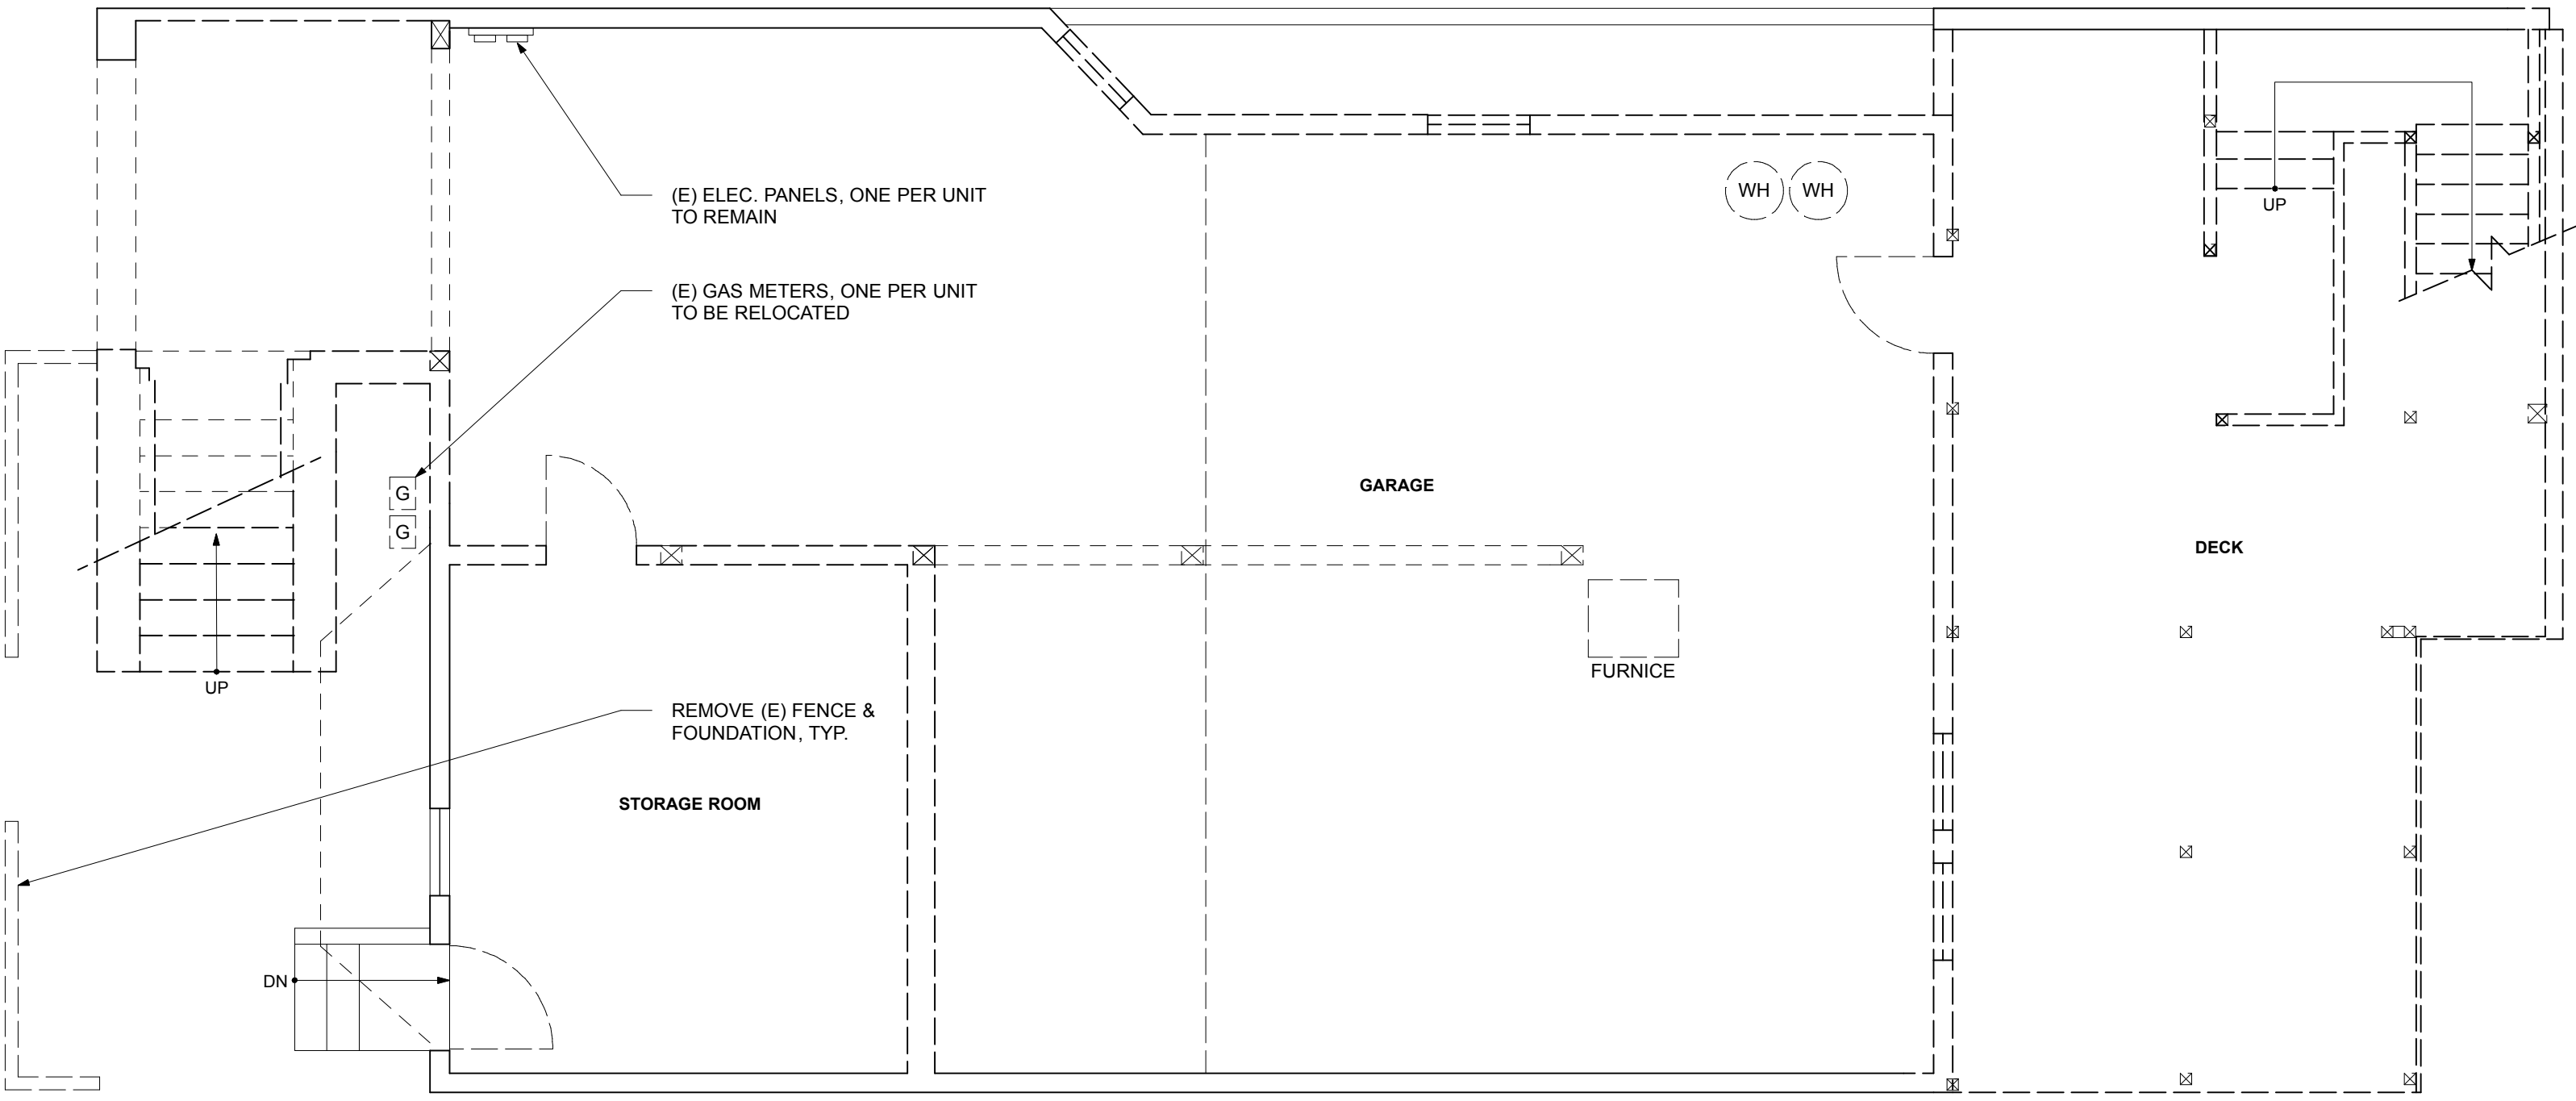 (E) ELEC. PANELS, ONE PER UNIT
TO REMAIN
WH
WH
UP
(E) GAS METERS, ONE PER UNIT
TO BE RELOCATED
GARAGE
G
G
DECK
FURNICE
UP
REMOVE (E) FENCE &
FOUNDATION, TYP.
STORAGE ROOM
DN